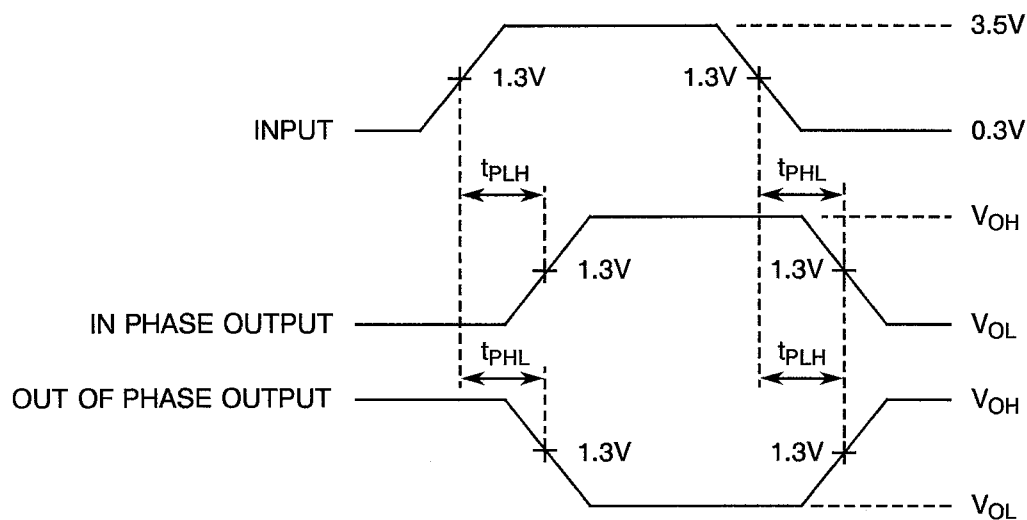 3.5V
1.3V 1.3V
INPUT 0.3V
tPLH tPHL
VOH
1.3V 1.3V
IN PHASE OUTPUT VOL
tPHL tPLH
OUT OF PHASE OUTPUT VOH
1.3V 1.3V
VOL